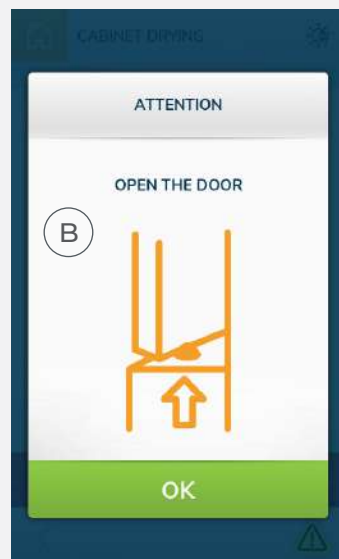 CABINET DRYING
ATTENTION
OPEN THE DOOR
B
OK